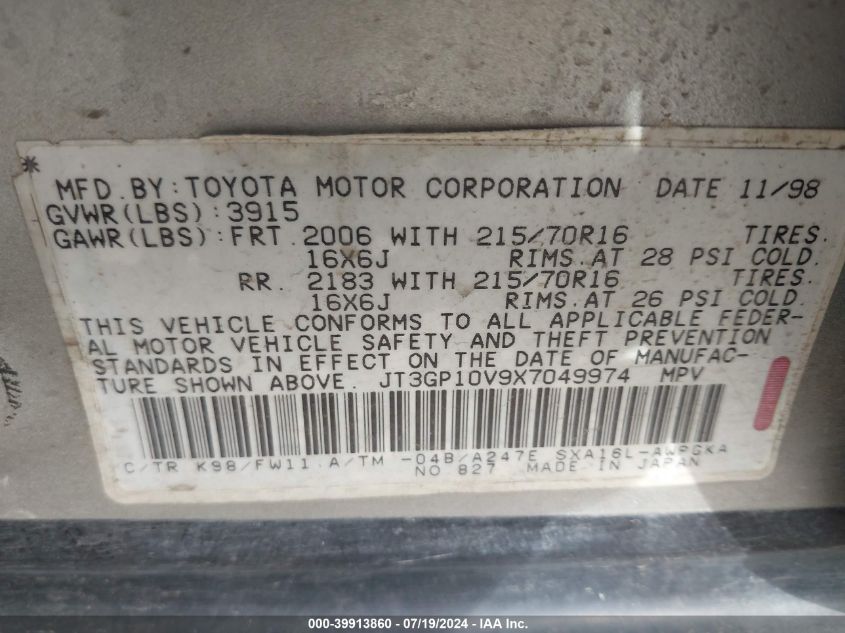 *
MFD. BY: TOYOTA MOTOR CORPORATION DATE 11/98
GVWR(LBS): 3915
GAWR(LBS): FRT. 2006 WITH 215/70R16 TIRES.
16X6J RIMS.AT 28 PSI COLD.
RR. 2183 WITH 215/70R16 TIRES.
16X6J RIMS.AT 26 PSI COLD.
THIS VEHICLE CONFORMS TO ALL APPLICABLE FEDER-
AL MOTOR VEHICLE SAFETY AND THEFT PREVENTION
STANDARDS IN EFFECT ON THE DATE OF MANUFAC-
TURE SHOWN ABOVE. JT3GP10V9X7049974 MPV
C/TR K98/FW11 A/TM -04B/A247E SXA16L-AWPGKA
NO 827 MADE IN JAPAN
000-39913860 - 07/19/2024 - IAA Inc.